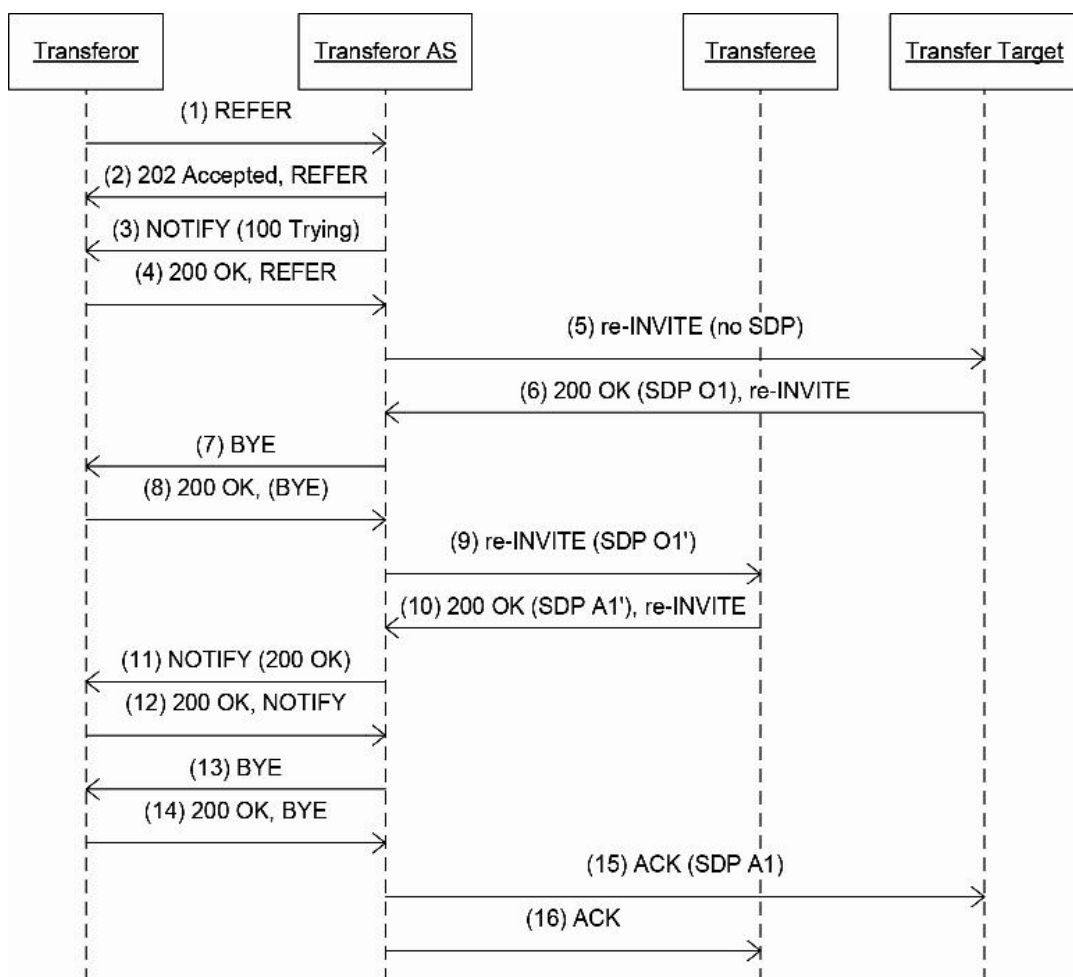 Transferor
Transferor AS
Transferee
Transfer Target
(1) REFER
(2) 202 Accepted, REFER
(3) NOTIFY (100 Trying)
(4) 200 OK, REFER
(5) re-INVITE (no SDP)
(6) 200 OK (SDP O1), re-INVITE
(7) BYE
(8) 200 OK, (BYE)
(9) re-INVITE (SDP O1')
(10) 200 OK (SDP A1'), re-INVITE
(11) NOTIFY (200 OK)
(12) 200 OK, NOTIFY
(13) BYE
(14) 200 OK, BYE
(15) ACK (SDP A1)
(16) ACK